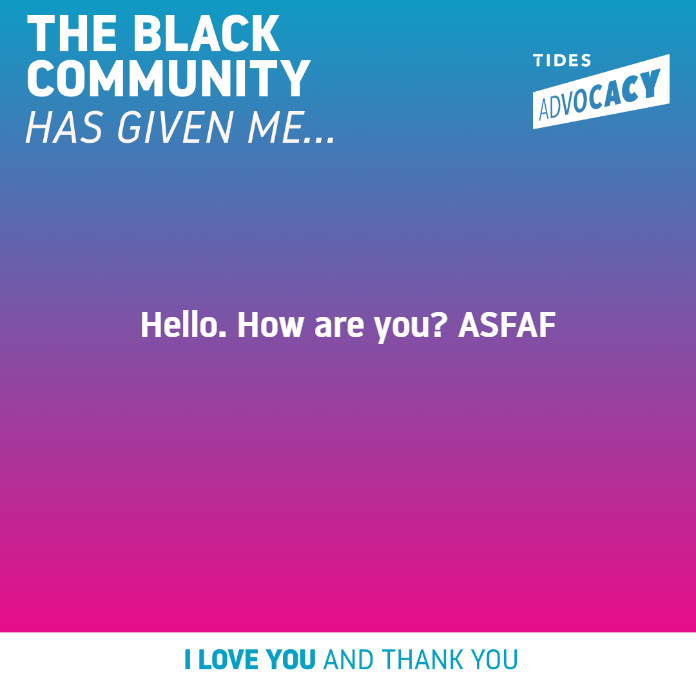 THE BLACK
COMMUNITY
HAS GIVEN ME...
TIDES
ADVOCACY
Hello. How are you? ASFAF
I LOVE YOU AND THANK YOU